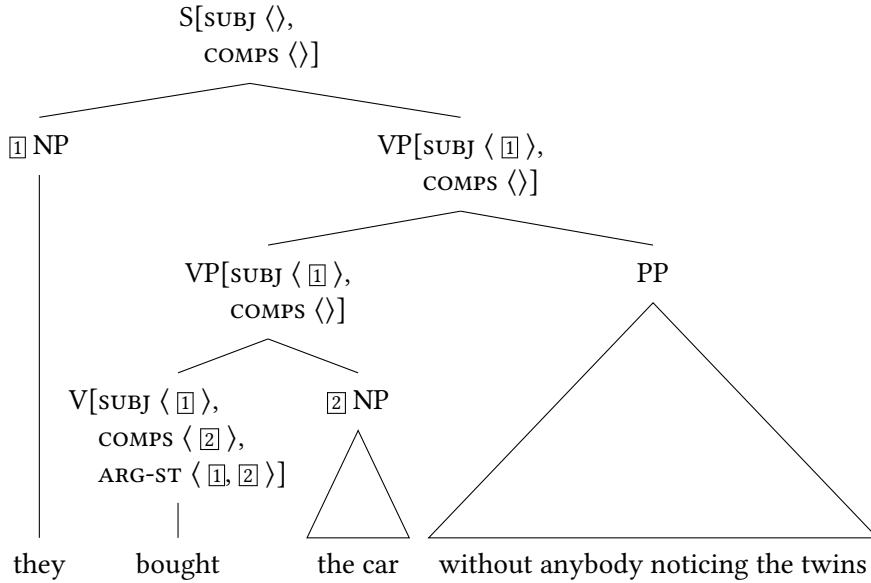 S[SUBJ ⟨⟩,
COMPS ⟨⟩]
1 NP
VP[SUBJ ⟨ 1 ⟩,
COMPS ⟨⟩]
VP[SUBJ ⟨ 1 ⟩,
COMPS ⟨⟩]
PP
V[SUBJ ⟨ 1 ⟩,
COMPS ⟨ 2 ⟩,
ARG-ST ⟨ 1, 2 ⟩]
2 NP
they bought the car without anybody noticing the twins